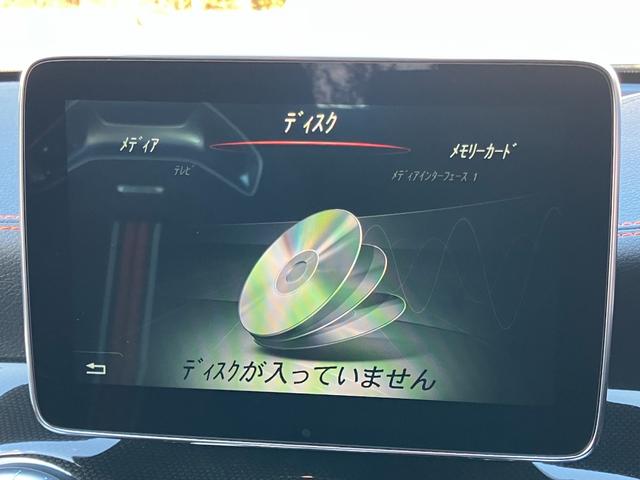 ディスク
メディア
メモリーカード
テレビ
メディアインターフェース 1
ディスクが入っていません